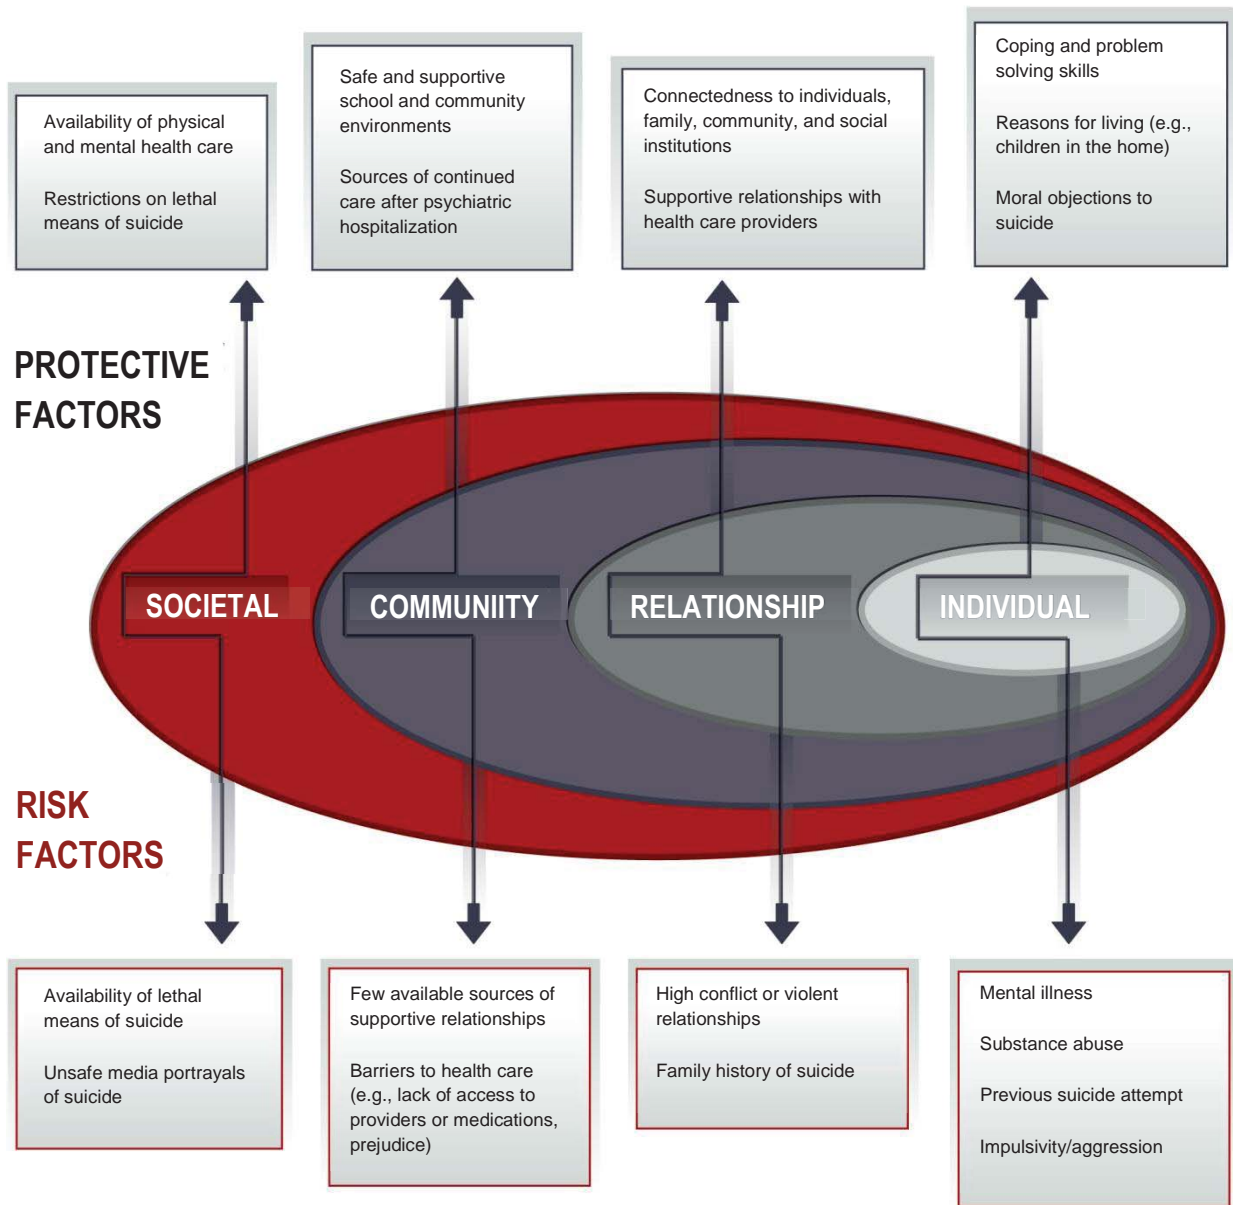 Availability of physical
and mental health care
Restrictions on lethal
means of suicide
Safe and supportive
school and community
environments
Sources of continued
care after psychiatric
hospitalization
Connectedness to individuals,
family, community, and social
institutions
Supportive relationships with
health care providers
Coping and problem
solving skills
Reasons for living (e.g.,
children in the home)
Moral objections to
suicide
PROTECTIVE
FACTORS
SOCIETAL
COMMUNIITY
RELATIONSHIP
INDIVIDUAL
RISK
FACTORS
Availability of lethal
means of suicide
Unsafe media portrayals
of suicide
Few available sources of
supportive relationships
Barriers to health care
(e.g., lack of access to
providers or medications,
prejudice)
High conflict or violent
relationships
Family history of suicide
Mental illness
Substance abuse
Previous suicide attempt
Impulsivity/aggression